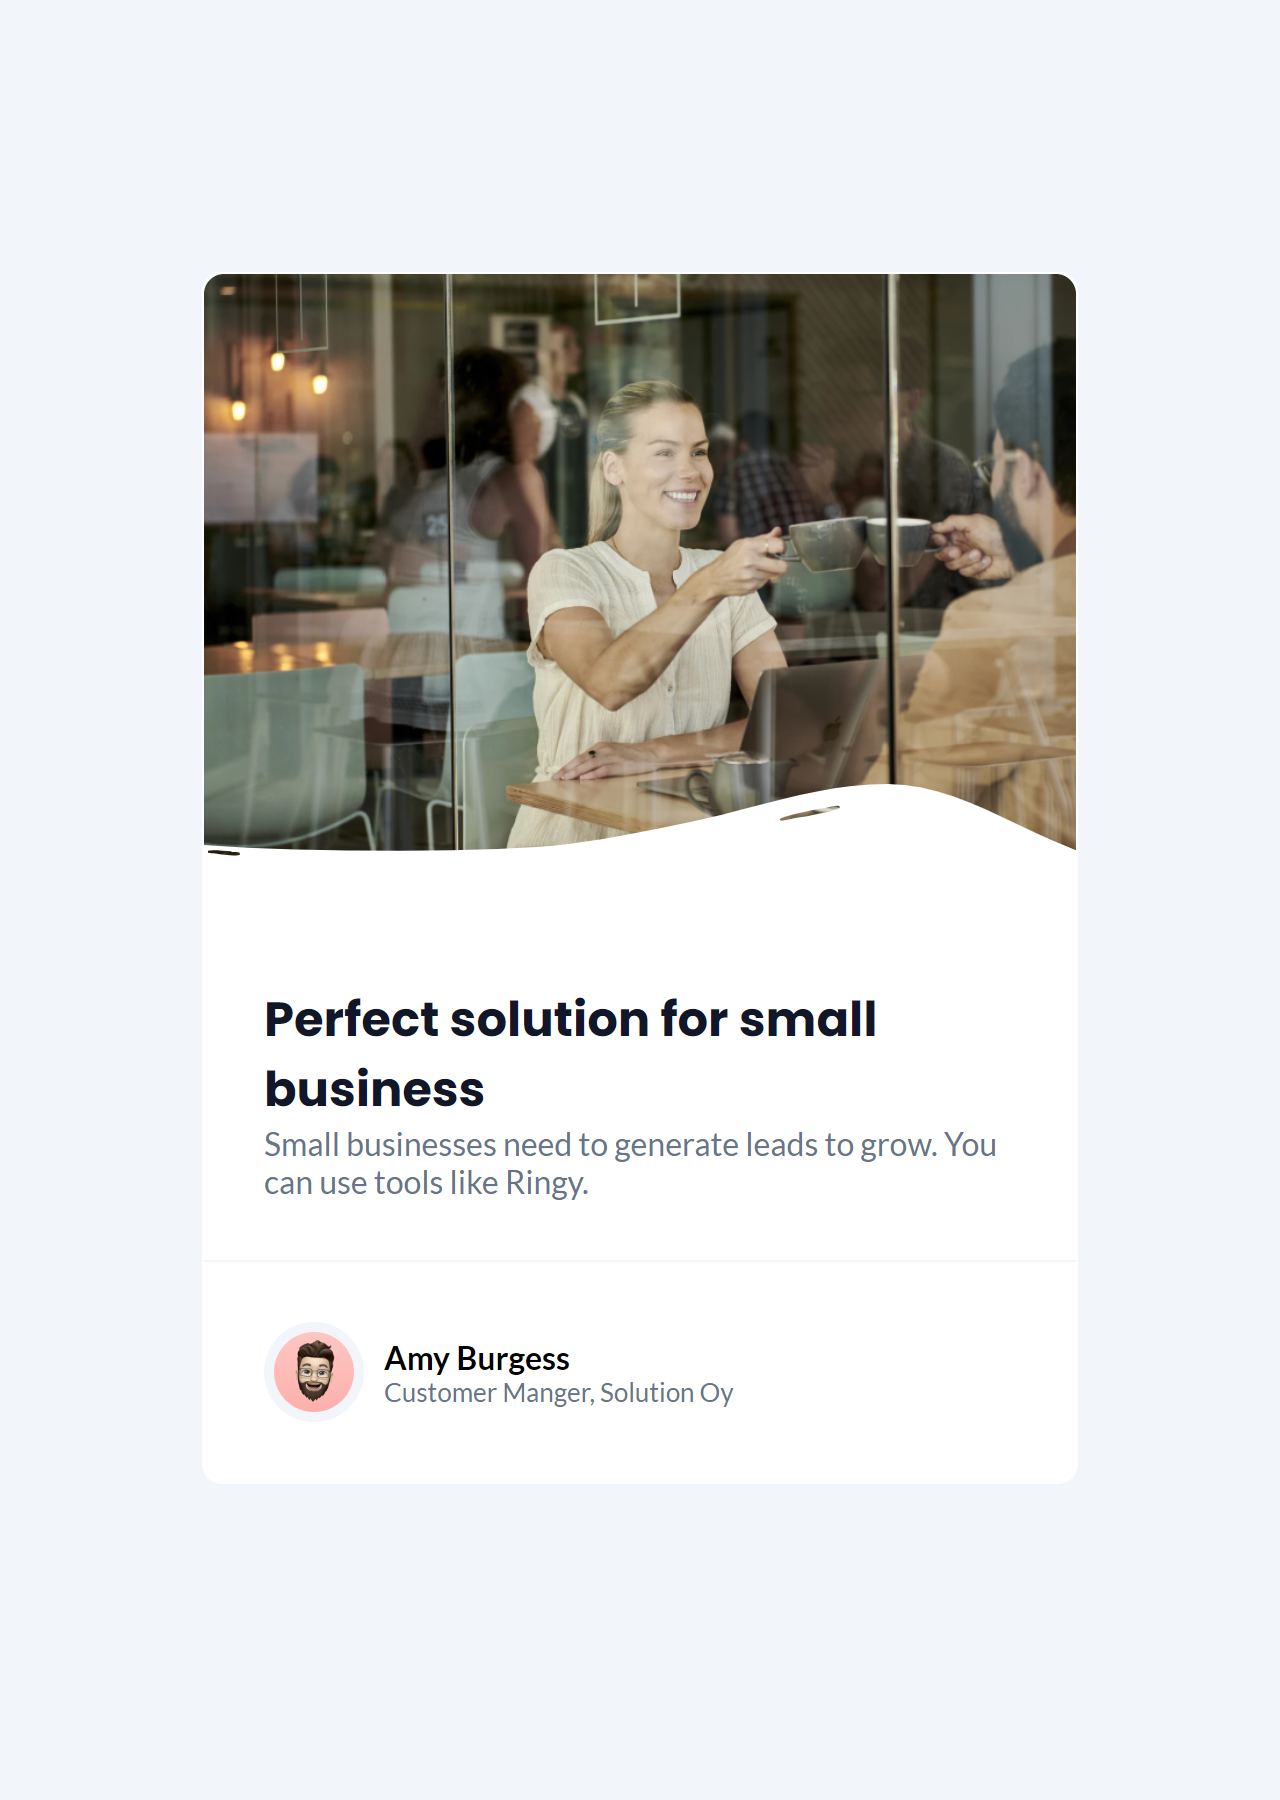 25
Perfect solution for small
business
Small businesses need to generate leads to grow. You
can use tools like Ringy.
Amy Burgess
Customer Manger, Solution Oy